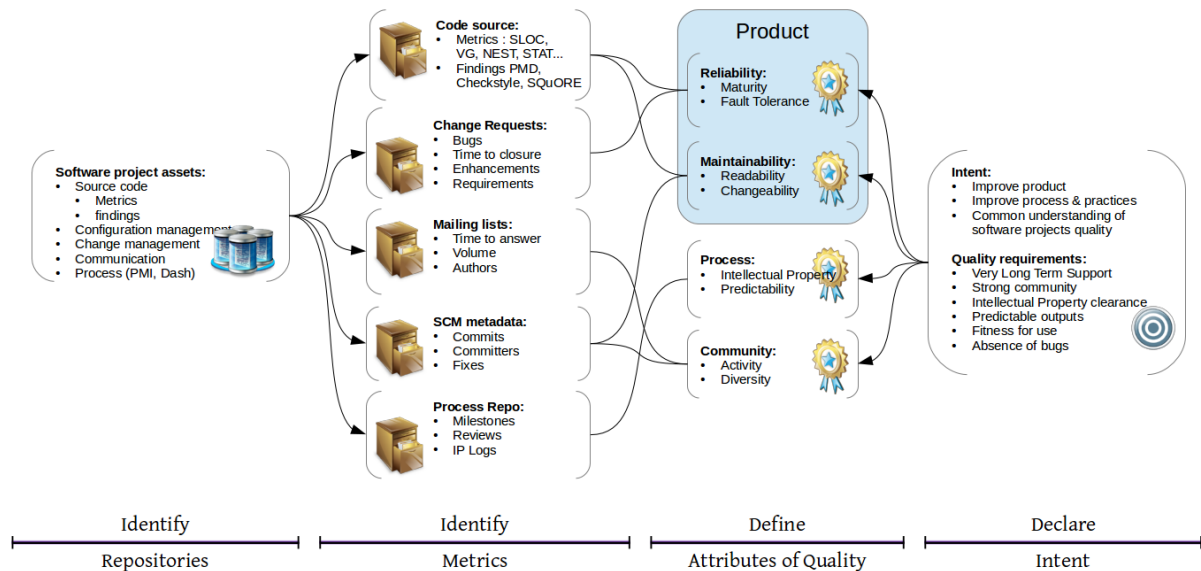 Software project assets:
• Source code
• Metrics
• findings
• Configuration management
• Change management
• Communication
• Process (PMI, Dash)
Code source:
• Metrics : SLOC,
VG, NEST, STAT...
• Findings PMD,
Checkstyle, SQuORE
Change Requests:
• Bugs
• Time to closure
• Enhancements
• Requirements
Mailing lists:
• Time to answer
• Volume
• Authors
SCM metadata:
• Commits
• Committers
• Fixes
Process Repo:
• Milestones
• Reviews
• IP Logs
Product
Reliability:
• Maturity
• Fault Tolerance
Maintainability:
• Readability
• Changeability
Process:
• Intellectual Property
• Predictability
Community:
• Activity
• Diversity
Intent:
• Improve product
• Improve process & practices
• Common understanding of
software projects quality
Quality requirements:
• Very Long Term Support
• Strong community
• Intellectual Property clearance
• Predictable outputs
• Fitness for use
• Absence of bugs
Identify
Repositories
Identify
Metrics
Define
Attributes of Quality
Declare
Intent